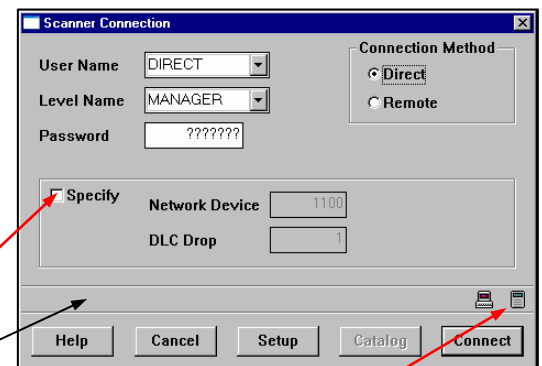 Scanner Connection
User Name DIRECT
Level Name MANAGER
Password ???????
Connection Method
Direct
Remote
Specify
Network Device 1100
DLC Drop 1
Help Cancel Setup Catalog Connect